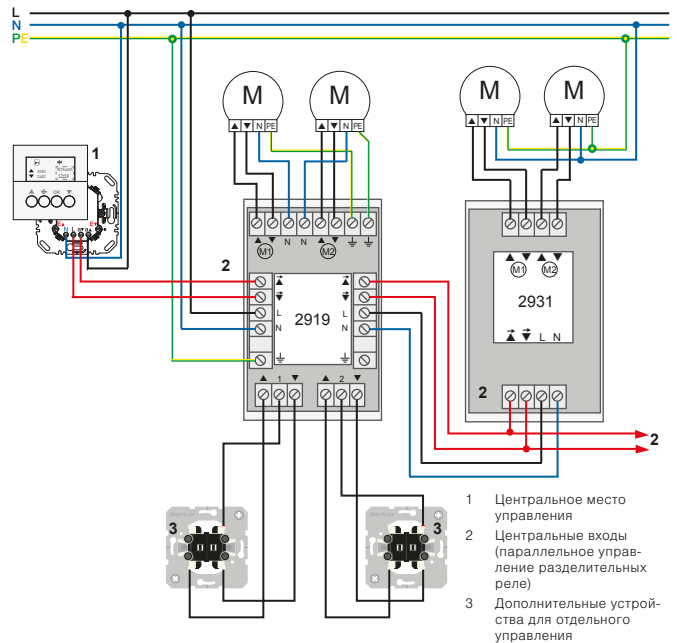 L
N
PE
M
M
M
M
▲ ▼ N PE
▲ ▼ N PE
▲ ▼ N PE
▲ ▼ N PE
1
▲ OK ▼
N L
2
▲ ▼ N N ▲ ▼
M1 M2
L
N
2919
L
N
▲ 1 ▼ ▲ 2 ▼
▲ ▼ ▲ ▼
M1 M2
2931
L N
2
2
3
3
1 Центральное место
управления
2 Центральные входы
(параллельное управ-
ление разделительных
реле)
3 Дополнительные устрой-
ства для отдельного
управления